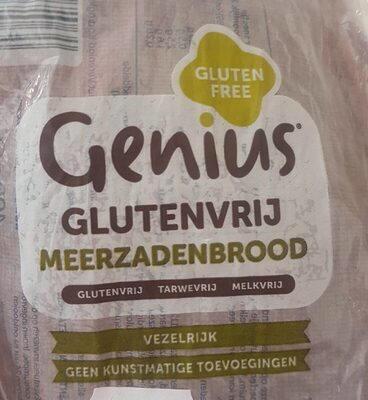 GLUTEN
FREE
Genius®
GLUTENVRIJ
MEERZADENBROOD
GLUTENVRIJ TARWEVRIJ MELKVRIJ
VEZELRIJK
GEEN KUNSTMATIGE TOEVOEGINGEN